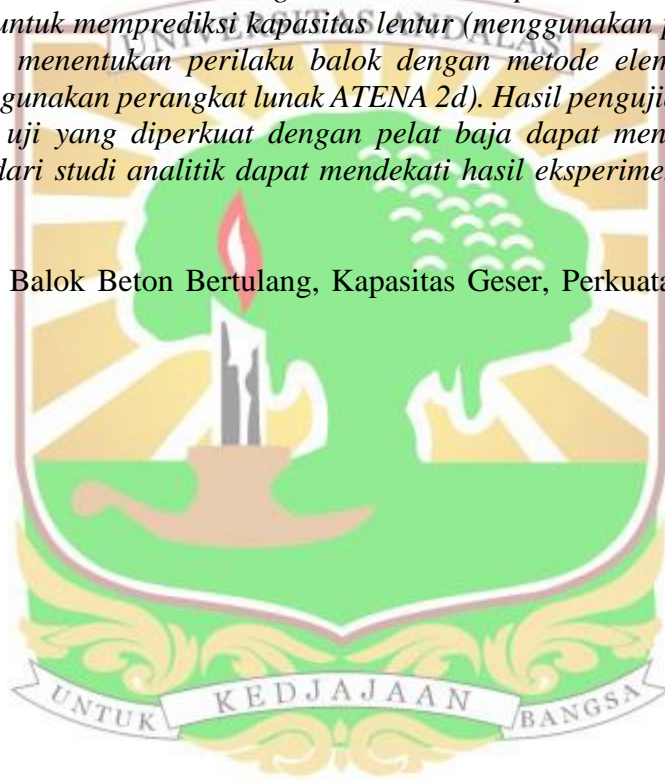 untuk memprediksi kapasitas lentur (menggunakan p
UNIVERSITAS ANDALAS
menentukan perilaku balok dengan metode elem
gunakan perangkat lunak ATENA 2d). Hasil pengujia
uji yang diperkuat dengan pelat baja dapat men
dari studi analitik dapat mendekati hasil eksperime
Balok Beton Bertulang, Kapasitas Geser, Perkuata
UNTUK KEDJAJAAN BANGSA